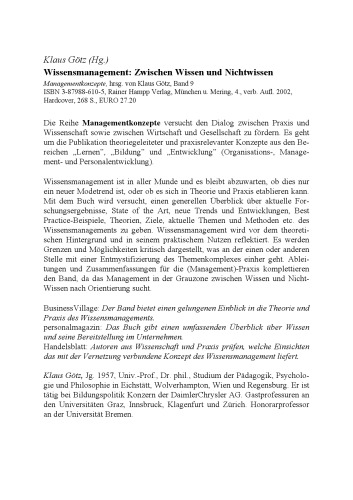 Klaus Götz (Hg.)
Wissensmanagement: Zwischen Wissen und Nichtwissen
Managementkonzepte, hrsg. von Klaus Götz, Band 9
ISBN 3-87988-610-5, Rainer Hampp Verlag, München u. Mering, 4., verb. Aufl. 2002,
Hardcover, 268 S., EURO 27.20
Die Reihe Managementkonzepte versucht den Dialog zwischen Praxis und
Wissenschaft sowie zwischen Wirtschaft und Gesellschaft zu fördern. Es geht
um die Publikation theoriegeleiteter und praxisrelevanter Konzepte aus den Be-
reichen „Lernen", „Bildung" und „Entwicklung" (Organisations-, Manage-
ment- und Personalentwicklung).
Wissensmanagement ist in aller Munde und es bleibt abzuwarten, ob dies nur
ein neuer Modetrend ist, oder ob es sich in Theorie und Praxis etablieren kann.
Mit dem Buch wird versucht, einen generellen Überblick über aktuelle For-
schungsergebnisse, State of the Art, neue Trends und Entwicklungen, Best
Practice-Beispiele, Theorien, Ziele, aktuelle Themen und Methoden etc. des
Wissensmanagements zu geben. Wissensmanagement wird vor dem theoreti-
schen Hintergrund und in seinem praktischen Nutzen reflektiert. Es werden
Grenzen und Möglichkeiten kritisch dargestellt, was an der einen oder anderen
Stelle mit einer Entmystifizierung des Themenkomplexes einher geht. Ablei-
tungen und Zusammenfassungen für die (Management)-Praxis komplettieren
den Band, da das Management in der Grauzone zwischen Wissen und Nicht-
Wissen nach Orientierung sucht.
BusinessVillage: Der Band bietet einen gelungenen Einblick in die Theorie und
Praxis des Wissensmanagements.
personalmagazin: Das Buch gibt einen umfassenden Überblick über Wissen
und seine Bereitstellung im Unternehmen.
Handelsblatt: Autoren aus Wissenschaft und Praxis prüfen, welche Einsichten
das mit der Vernetzung verbundene Konzept des Wissensmanagement liefert.
Klaus Götz, Jg. 1957, Univ.-Prof., Dr. phil., Studium der Pädagogik, Psycholo-
gie und Philosophie in Eichstätt, Wolverhampton, Wien und Regensburg. Er ist
tätig bei Bildungspolitik Konzern der DaimlerChrysler AG. Gastprofessuren an
den Universitäten Graz, Innsbruck, Klagenfurt und Zürich. Honorarprofessor
an der Universität Bremen.